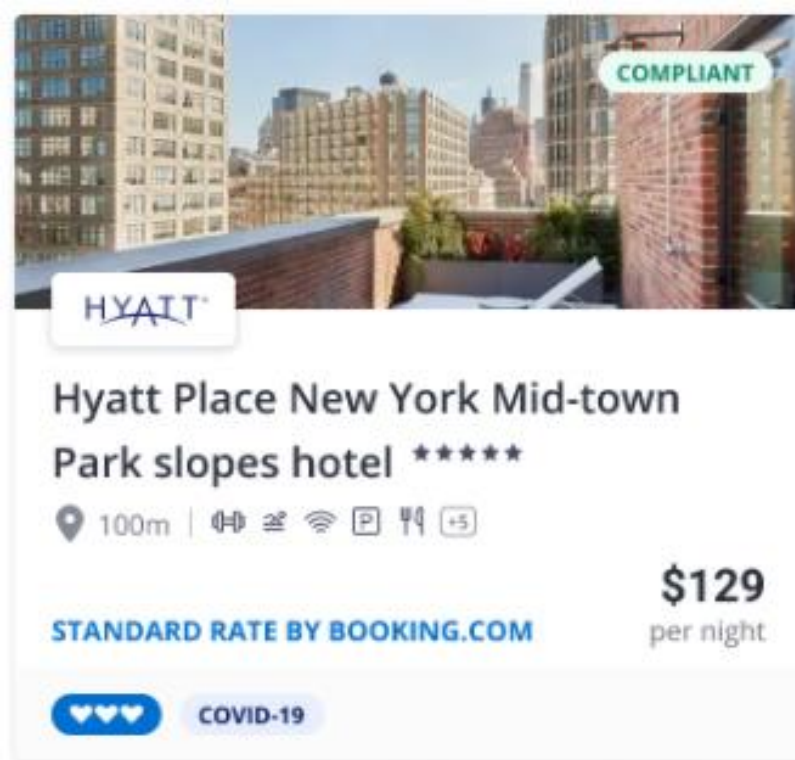 COMPLIANT
HYATT
Hyatt Place New York Mid-town
Park slopes hotel *****
100m
P
+5
$129
STANDARD RATE BY BOOKING.COM
per night
COVID-19